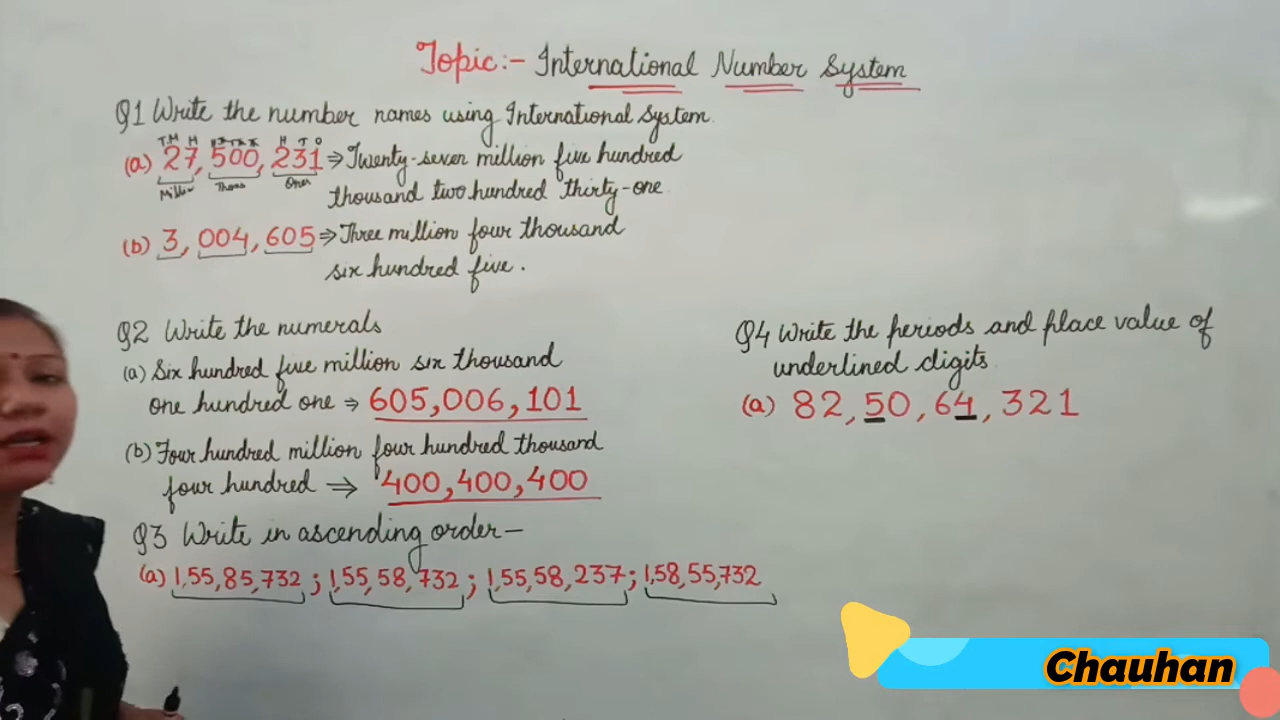 Topic:- International Number System
Q1 Write the number names using International System.
TM M HTh TTh Th H T O
(a) 27,500,231 ⇒ Twenty-seven million five hundred
Thous Ones
thousand two hundred thirty-one.
(b) 3,004,605 ⇒ Three million four thousand
six hundred five.
Q2 Write the numerals
(a) Six hundred five million six thousand
one hundred one ⇒ 605,006,101
(b) Four hundred million four hundred thousand
four hundred ⇒ 400,400,400
Q3 Write in ascending order—
(a) 1,55,85,732 ; 1,55,58,732 ; 1,55,58,237 ; 1,58,55,732
Q4 Write the periods and place value of
underlined digits.
(a) 82,50,64,321
Chauhan